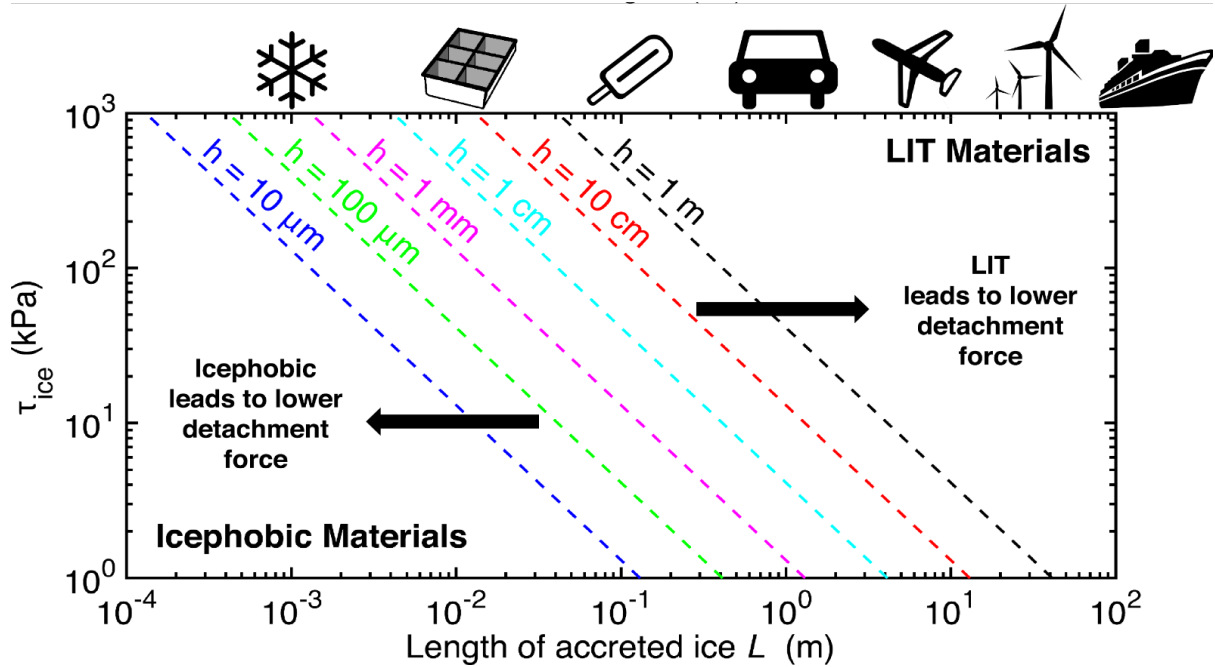 10³
10²
10¹
10⁰
τice (kPa)
h = 10 μm
h = 100 μm
h = 1 mm
h = 1 cm
h = 10 cm
h = 1 m
LIT Materials
LIT
leads to lower
detachment
force
Icephobic
leads to lower
detachment
force
Icephobic Materials
10⁻⁴
10⁻³
10⁻²
10⁻¹
10⁰
10¹
10²
Length of accreted ice L (m)